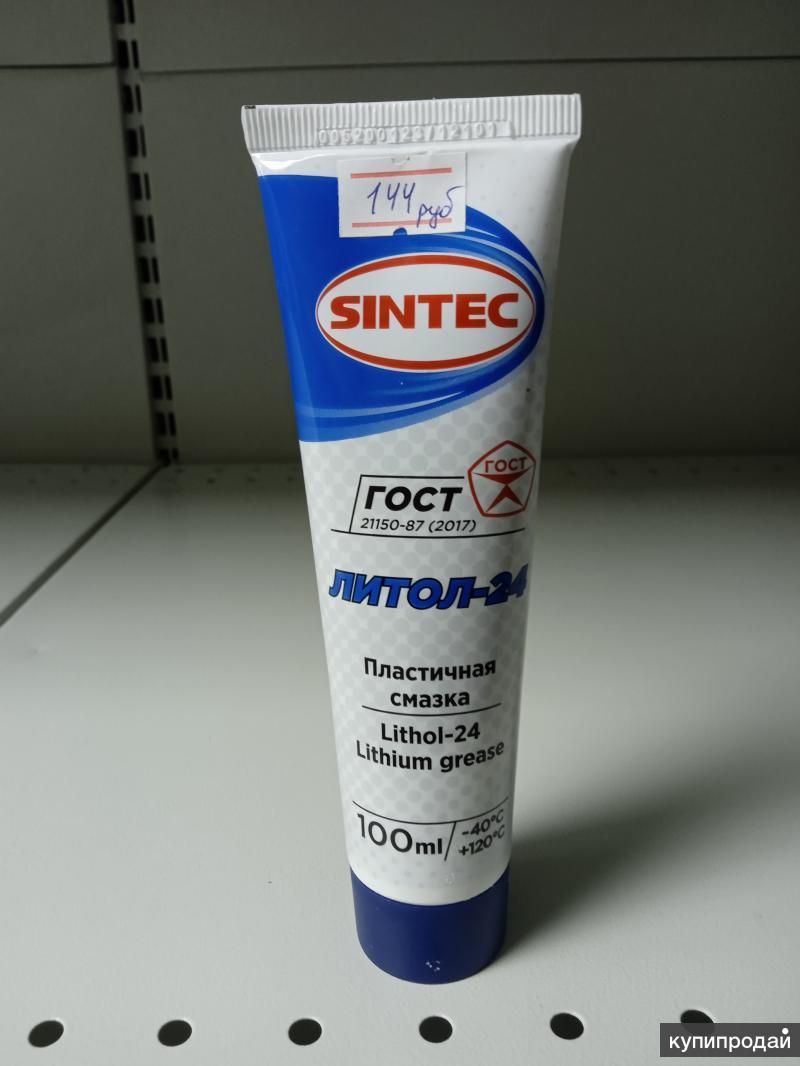 144 руб
SINTEC
ГОСТ
ГОСТ
21150-87 (2017)
ЛИТОЛ-24
Пластичная
смазка
Lithol-24
Lithium grease
100ml
-40°C
+120°C
купипродай